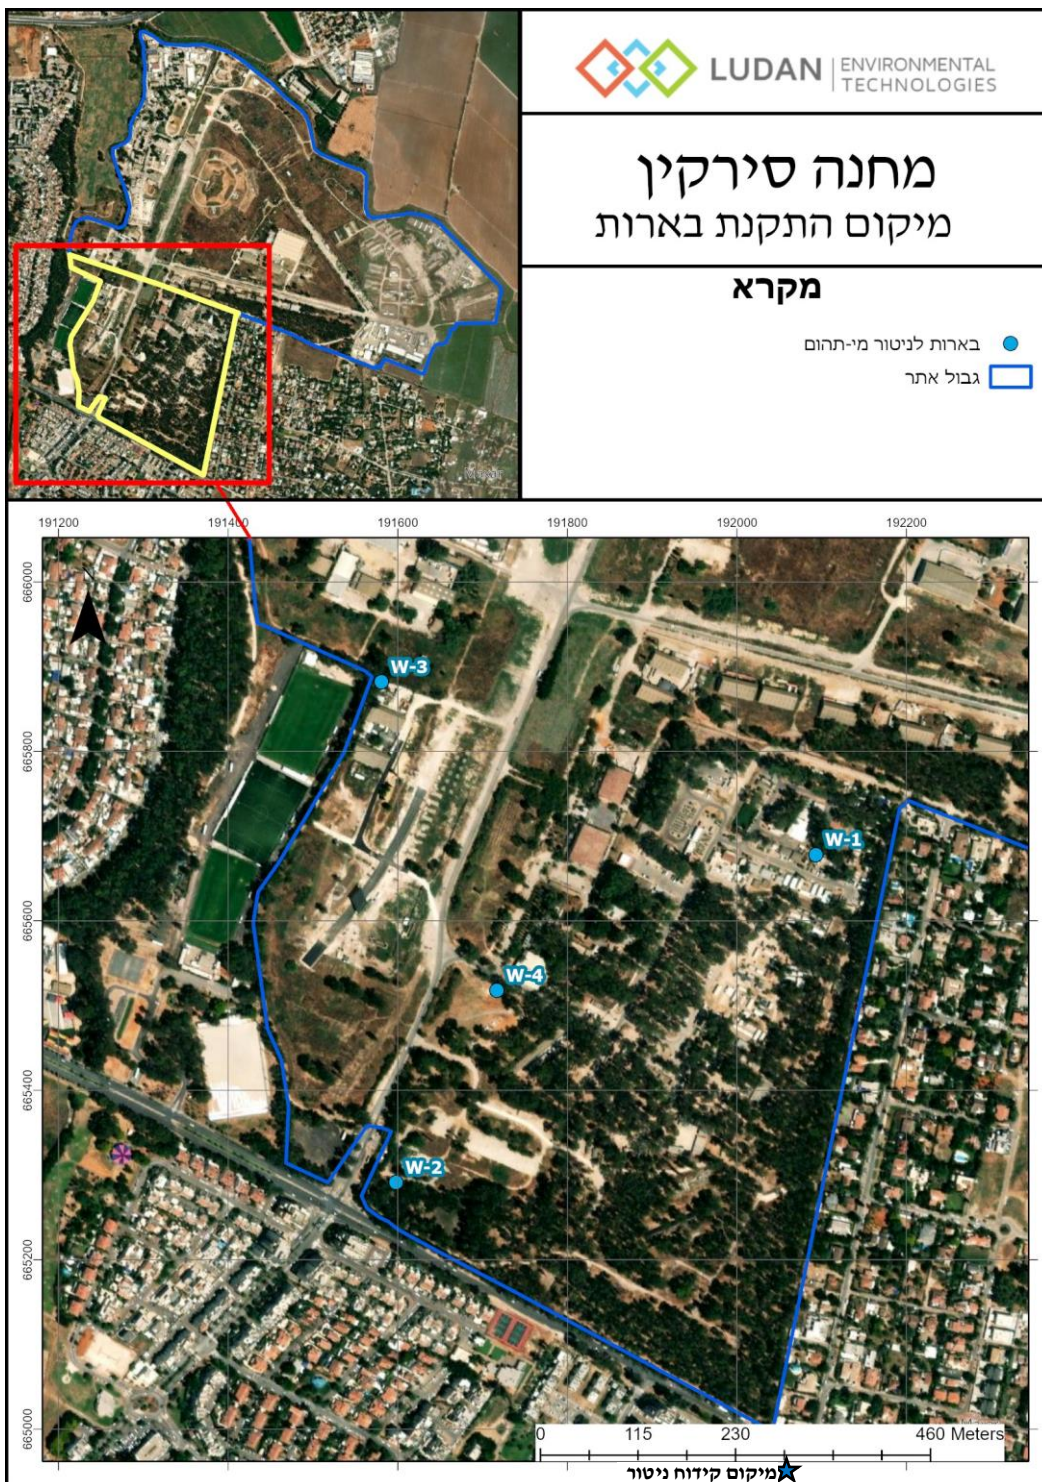 LUDAN
ENVIRONMENTAL
TECHNOLOGIES
מחנה סירקין
מיקום התקנת בארות
מקרא
בארות לניטור מי-תהום
גבול אתר
Maxar
191200 191400 191600 191800 192000 192200
666000
N
W-3
665800
W-1
665600
W-4
665400
W-2
665200
665000
0 115 230 460 Meters
מיקום קידוח ניטור